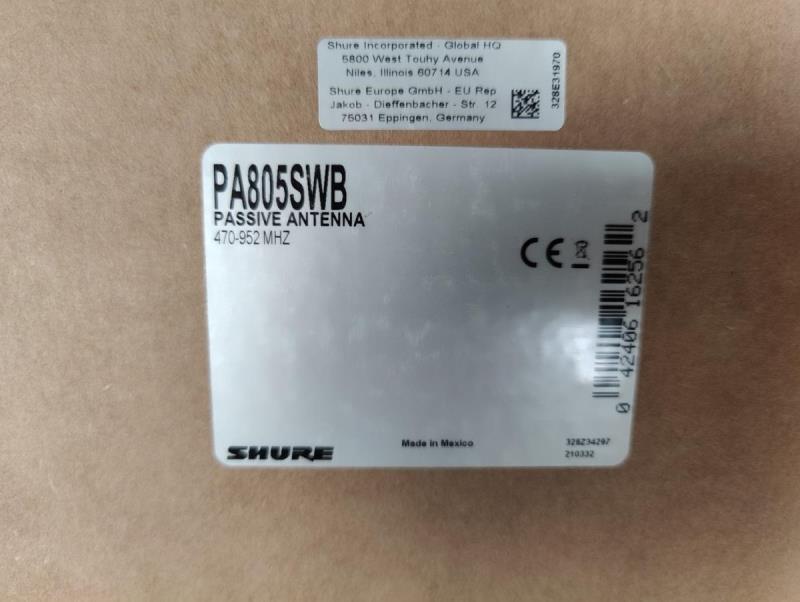 Shure Incorporated - Global HQ
5800 West Touhy Avenue
Niles, Illinois 60714 USA
Shure Europe GmbH - EU Rep
Jakob - Dieffenbacher - Str. 12
75031 Eppingen, Germany
328E31970
PA805SWB
PASSIVE ANTENNA
470-952 MHZ
CE
0 42406 16256 2
SHURE
Made in Mexico
328Z34297
210332